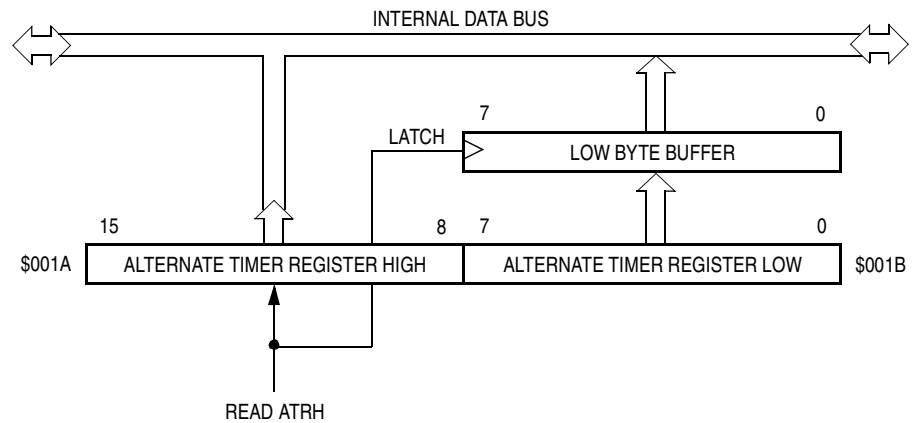 INTERNAL DATA BUS
7 0
LATCH
LOW BYTE BUFFER
15 8 7 0
$001A ALTERNATE TIMER REGISTER HIGH ALTERNATE TIMER REGISTER LOW $001B
READ ATRH